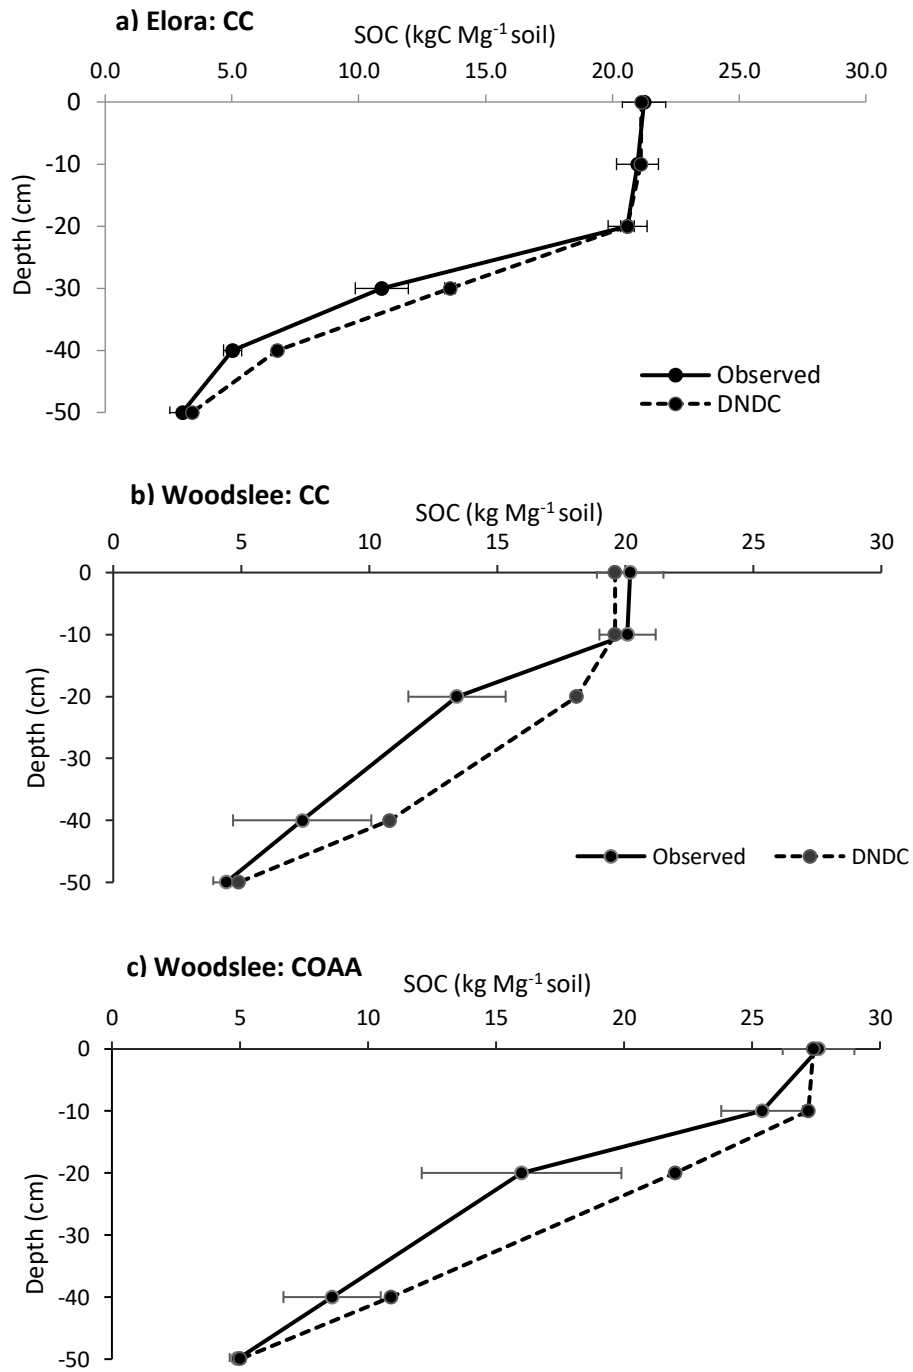 a) Elora: CC
SOC (kgC Mg⁻¹ soil)
0.0 5.0 10.0 15.0 20.0 25.0 30.0
0
-10
-20
-30
-40
-50
Depth (cm)
Observed
DNDC
b) Woodslee: CC
SOC (kg Mg⁻¹ soil)
0 5 10 15 20 25 30
0
-10
-20
-30
-40
-50
Depth (cm)
Observed DNDC
c) Woodslee: COAA
SOC (kg Mg⁻¹ soil)
0 5 10 15 20 25 30
0
-10
-20
-30
-40
-50
Depth (cm)